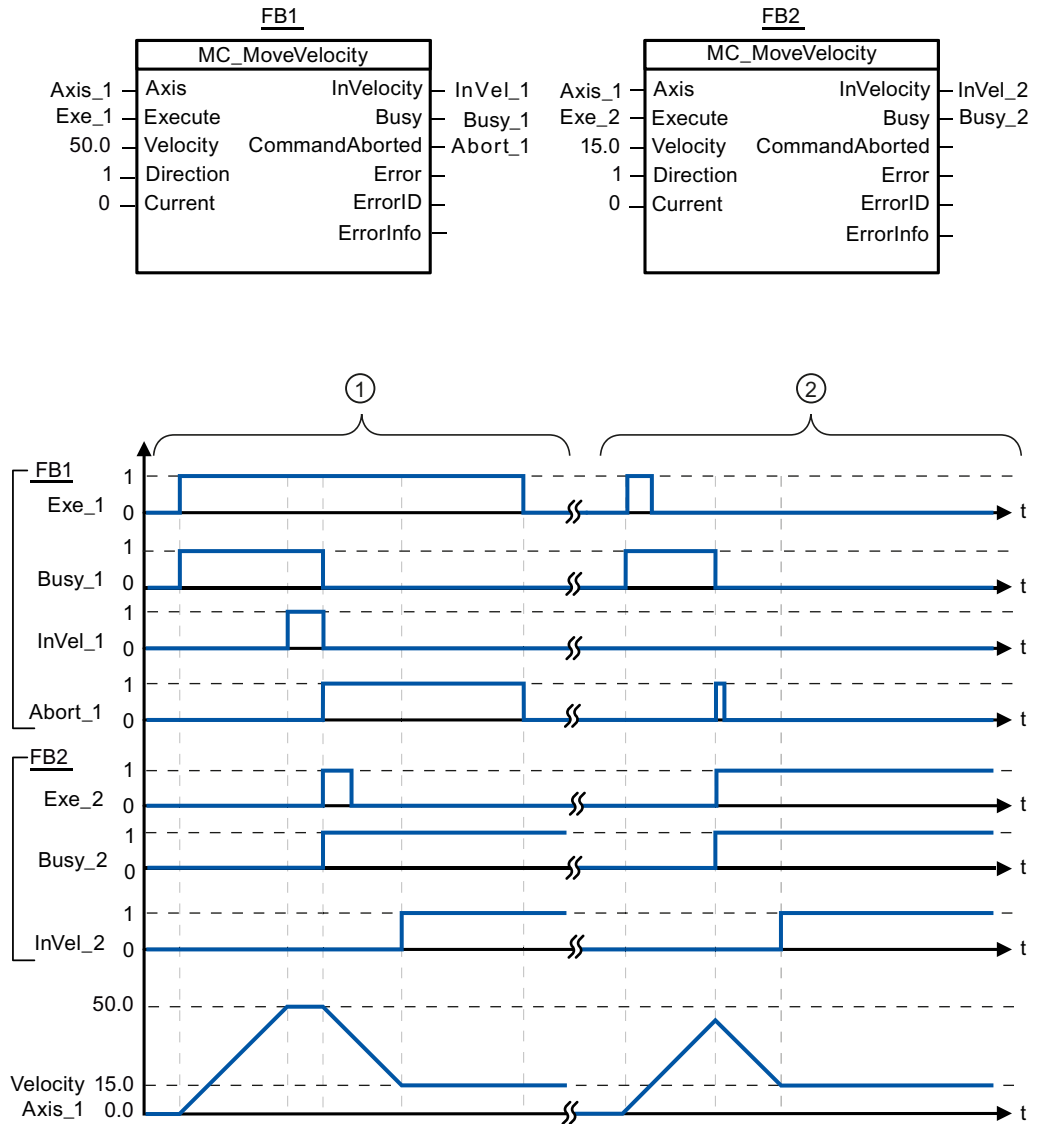 FB1 FB2
MC_MoveVelocity MC_MoveVelocity
Axis_1 Axis InVelocity InVel_1 Axis_1 Axis InVelocity InVel_2
Exe_1 Execute Busy Busy_1 Exe_2 Execute Busy Busy_2
50.0 Velocity CommandAborted Abort_1 15.0 Velocity CommandAborted
1 Direction Error 1 Direction Error
0 Current ErrorID 0 Current ErrorID
ErrorInfo ErrorInfo
1 2
FB1
1
Exe_1 0 t
1
Busy_1 0 t
1
InVel_1 0 t
1
Abort_1 0 t
FB2
1
Exe_2 0 t
1
Busy_2 0 t
1
InVel_2 0 t
50.0
Velocity 15.0
Axis_1 0.0 t